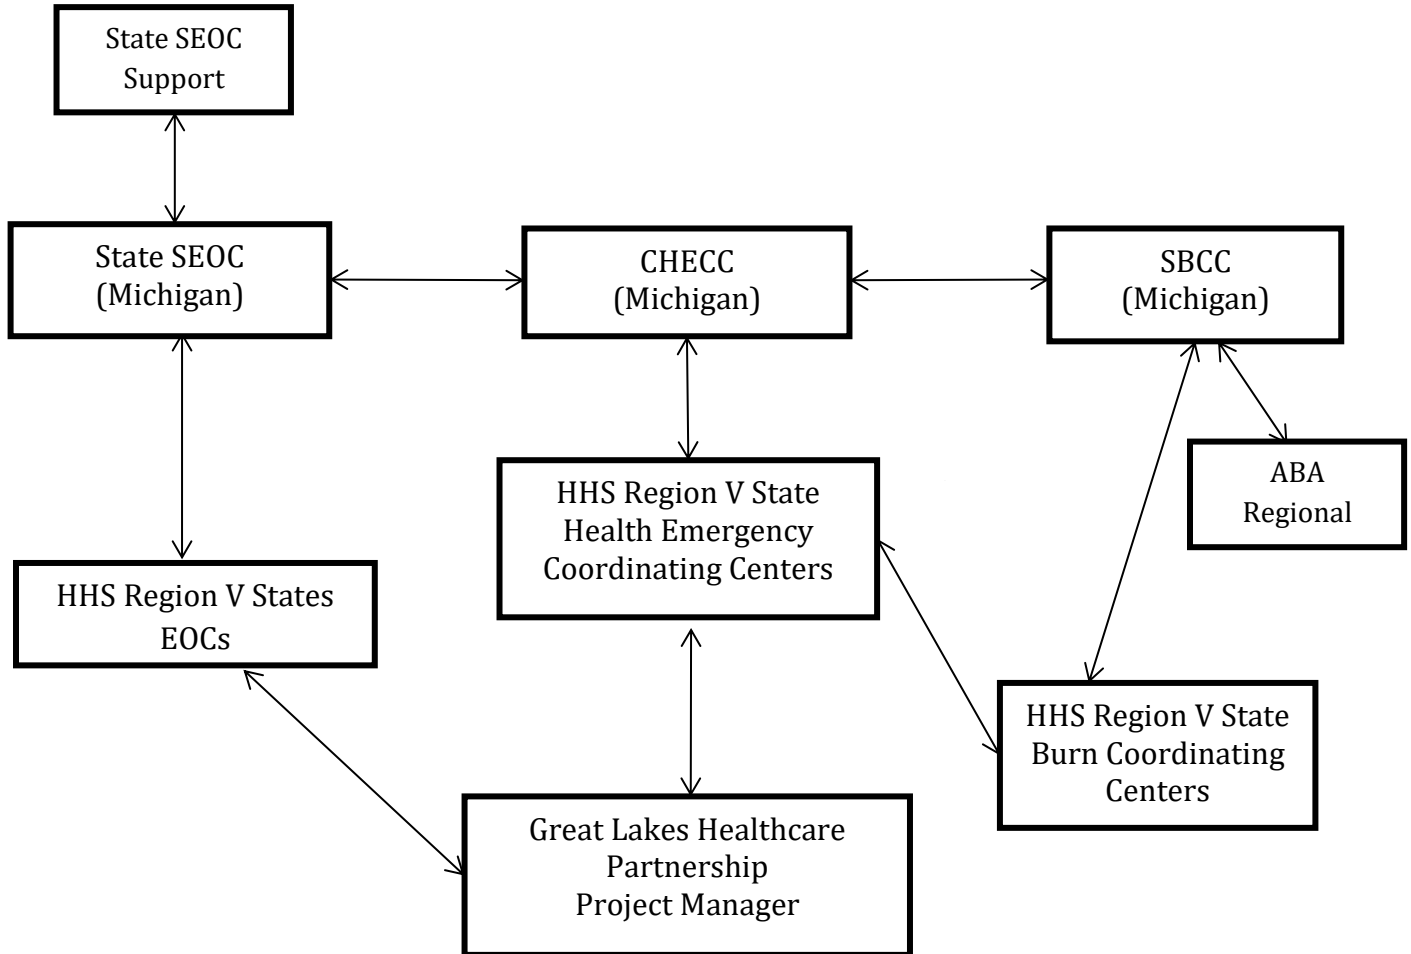 State SEOC
Support
State SEOC
(Michigan)
CHECC
(Michigan)
SBCC
(Michigan)
ABA
Regional
HHS Region V State
Health Emergency
Coordinating Centers
HHS Region V States
EOCs
HHS Region V State
Burn Coordinating
Centers
Great Lakes Healthcare
Partnership
Project Manager